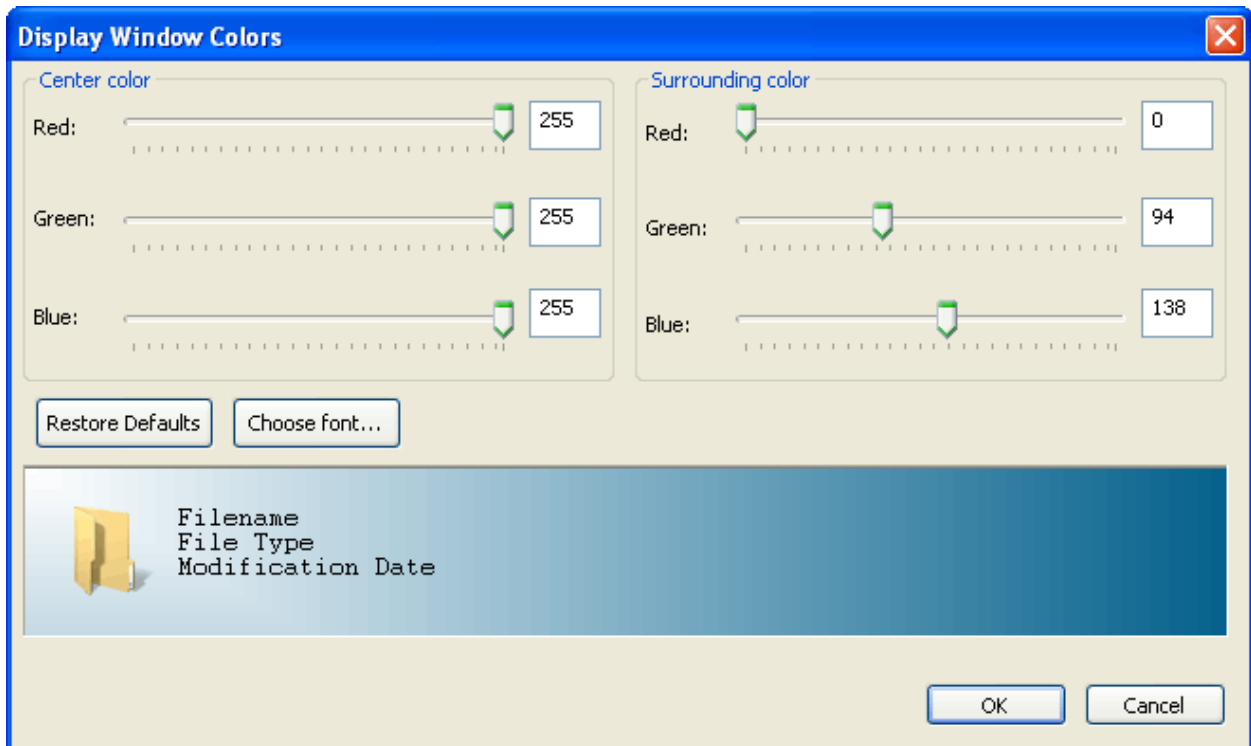 Display Window Colors
Center color
Red: 255
Green: 255
Blue: 255
Surrounding color
Red: 0
Green: 94
Blue: 138
Restore Defaults Choose font...
Filename
File Type
Modification Date
OK Cancel